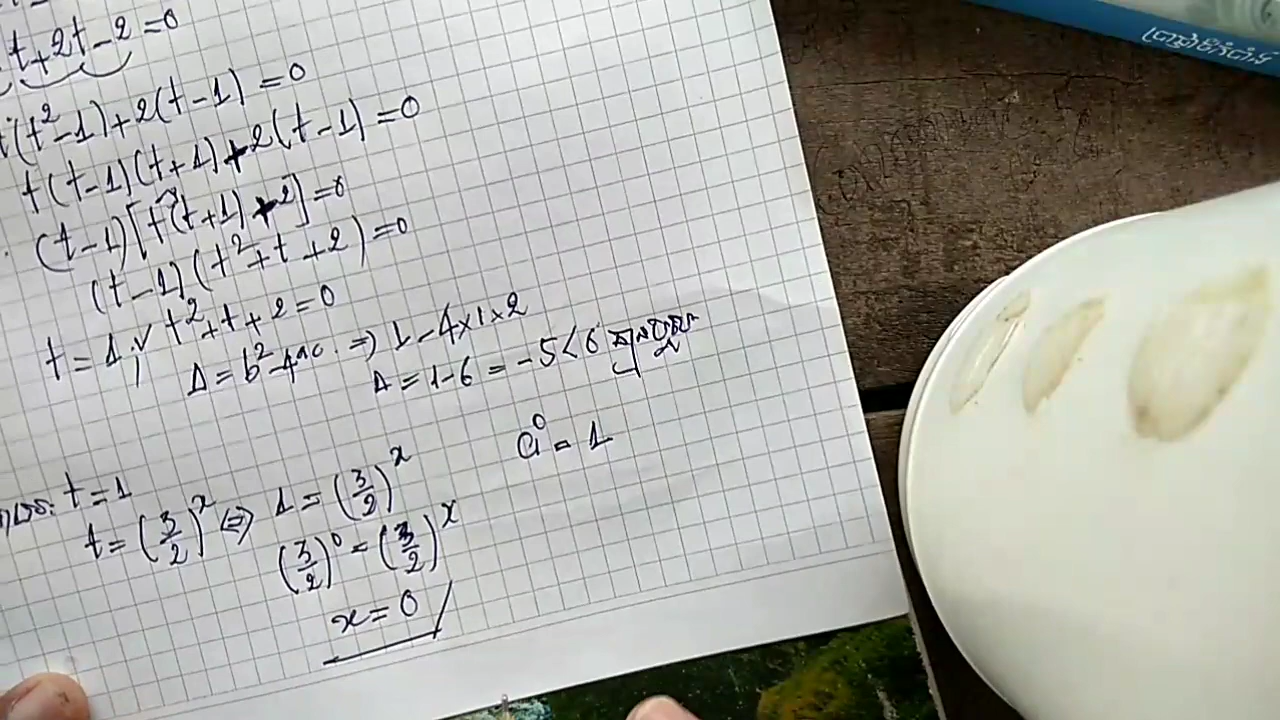 t+2t-2=0
t(t²-1)+2(t-1)=0
t(t-1)(t+1)+2(t-1)=0
(t-1)[t(t+1)+2]=0
(t-1)(t²+t+2)=0
t=1; √ t²+t+2=0
Δ=b²-4ac ⇒ 1-4×1×2
Δ=1-6=-5<6
a⁰=1
t=1
t=(3/2)ˣ ⇔ 1=(3/2)ˣ
(3/2)⁰=(3/2)ˣ
x=0